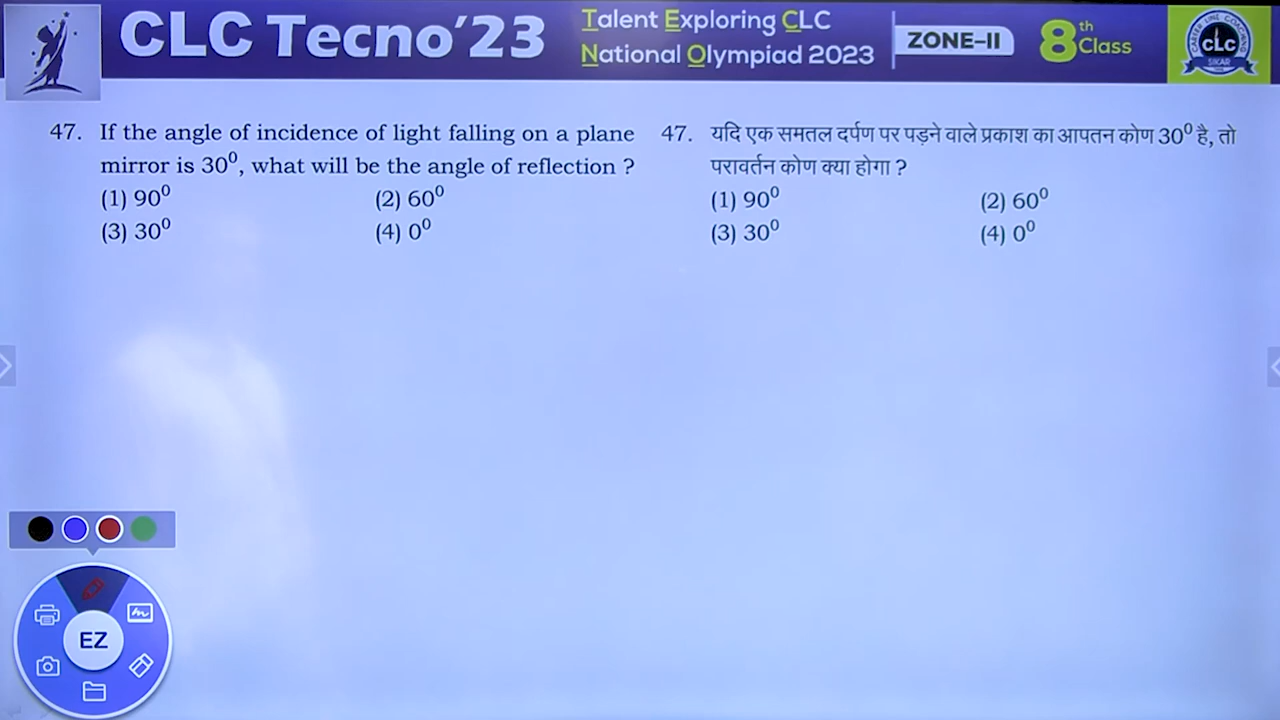 CLC Tecno'23
Talent Exploring CLC
National Olympiad 2023
ZONE–II
8th Class
CAREER LINE COACHING
CLC
SIKAR
47. If the angle of incidence of light falling on a plane
mirror is 30⁰, what will be the angle of reflection ?
(1) 90⁰ (2) 60⁰
(3) 30⁰ (4) 0⁰
47. यदि एक समतल दर्पण पर पड़ने वाले प्रकाश का आपतन कोण 30⁰ है, तो
परावर्तन कोण क्या होगा ?
(1) 90⁰ (2) 60⁰
(3) 30⁰ (4) 0⁰
EZ